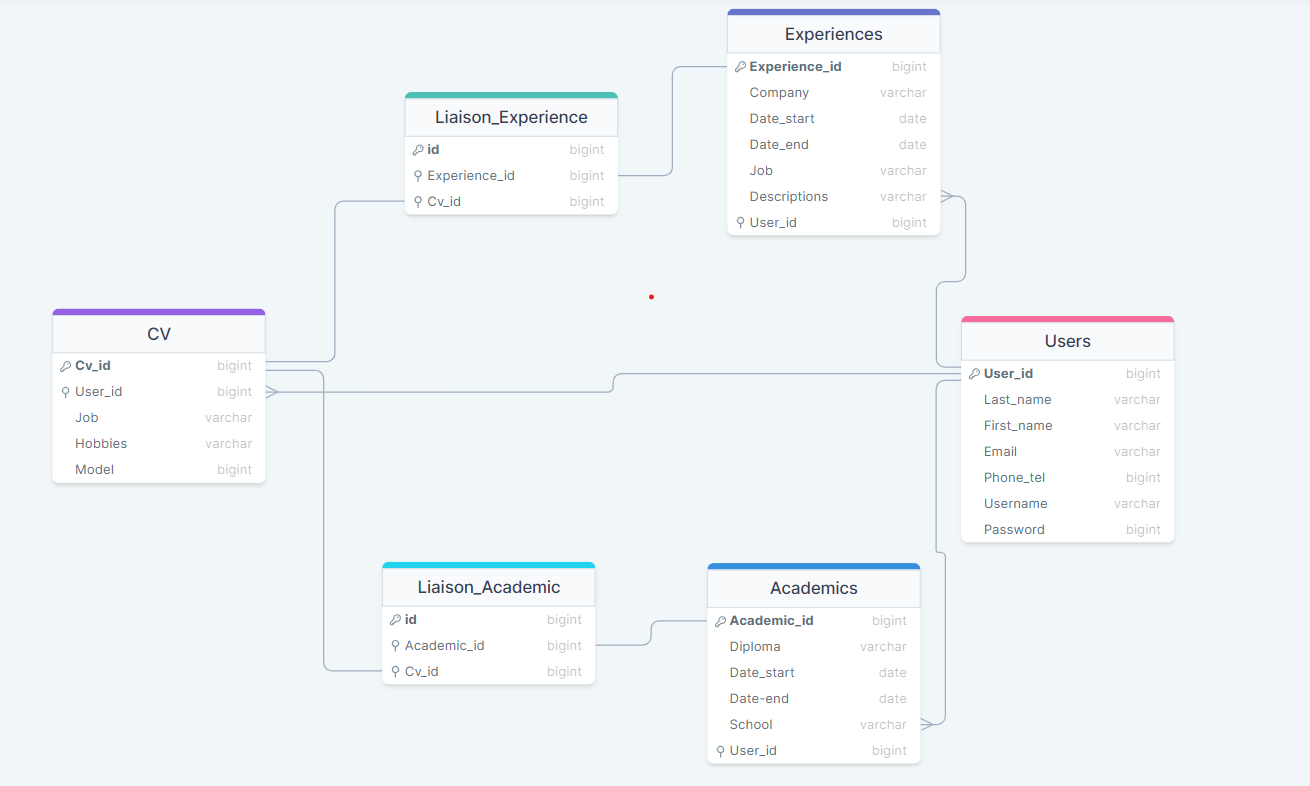 Experiences
Experience_id bigint
Company varchar
Date_start date
Date_end date
Job varchar
Descriptions varchar
User_id bigint
Liaison_Experience
id bigint
Experience_id bigint
Cv_id bigint
CV
Cv_id bigint
User_id bigint
Job varchar
Hobbies varchar
Model bigint
Users
User_id bigint
Last_name varchar
First_name varchar
Email varchar
Phone_tel bigint
Username varchar
Password bigint
Liaison_Academic
id bigint
Academic_id bigint
Cv_id bigint
Academics
Academic_id bigint
Diploma varchar
Date_start date
Date-end date
School varchar
User_id bigint